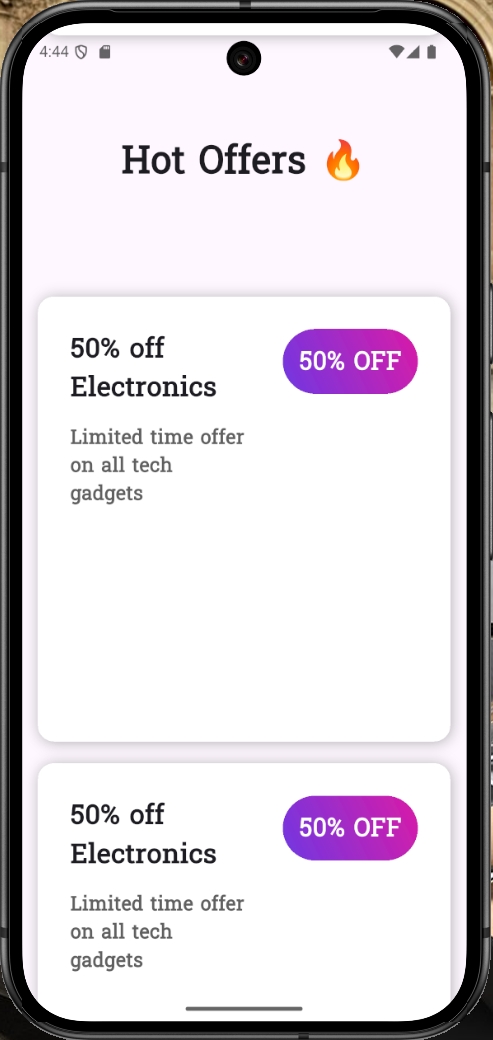 4:44
Hot Offers 🔥
50% off
Electronics
50% OFF
Limited time offer
on all tech
gadgets
50% off
Electronics
50% OFF
Limited time offer
on all tech
gadgets